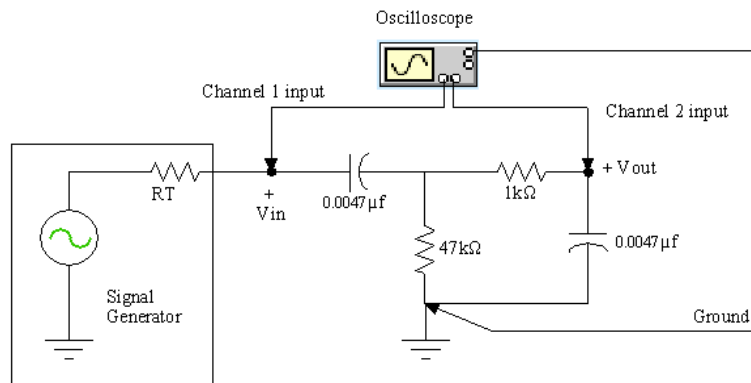 Oscilloscope
Channel 1 input
Channel 2 input
RT
+
Vin
0.0047μf
1kΩ
+ Vout
47kΩ
0.0047μf
Signal
Generator
Ground